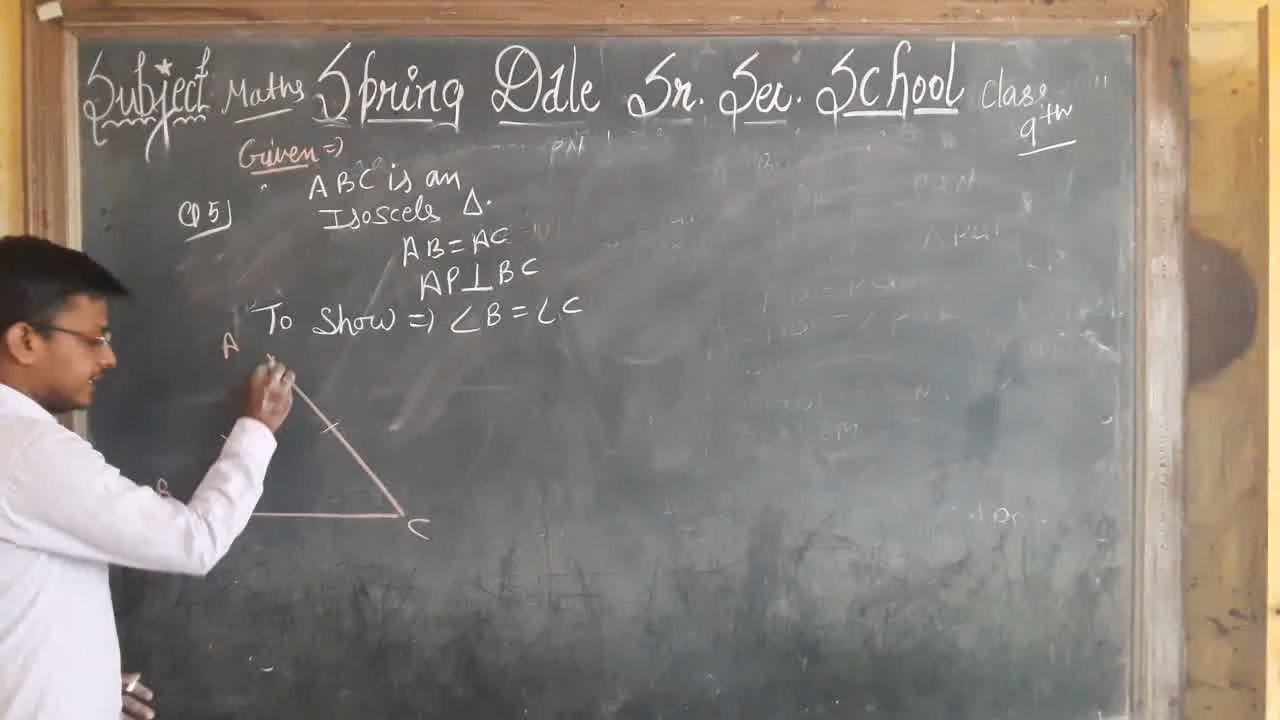 Subject Maths Spring Dale Sr. Sec. School Class 9th
Given =>
Q5) ABC is an
Isoscels Δ.
AB = AC
AP ⊥ BC
To Show => ∠B = ∠C
A
B
C